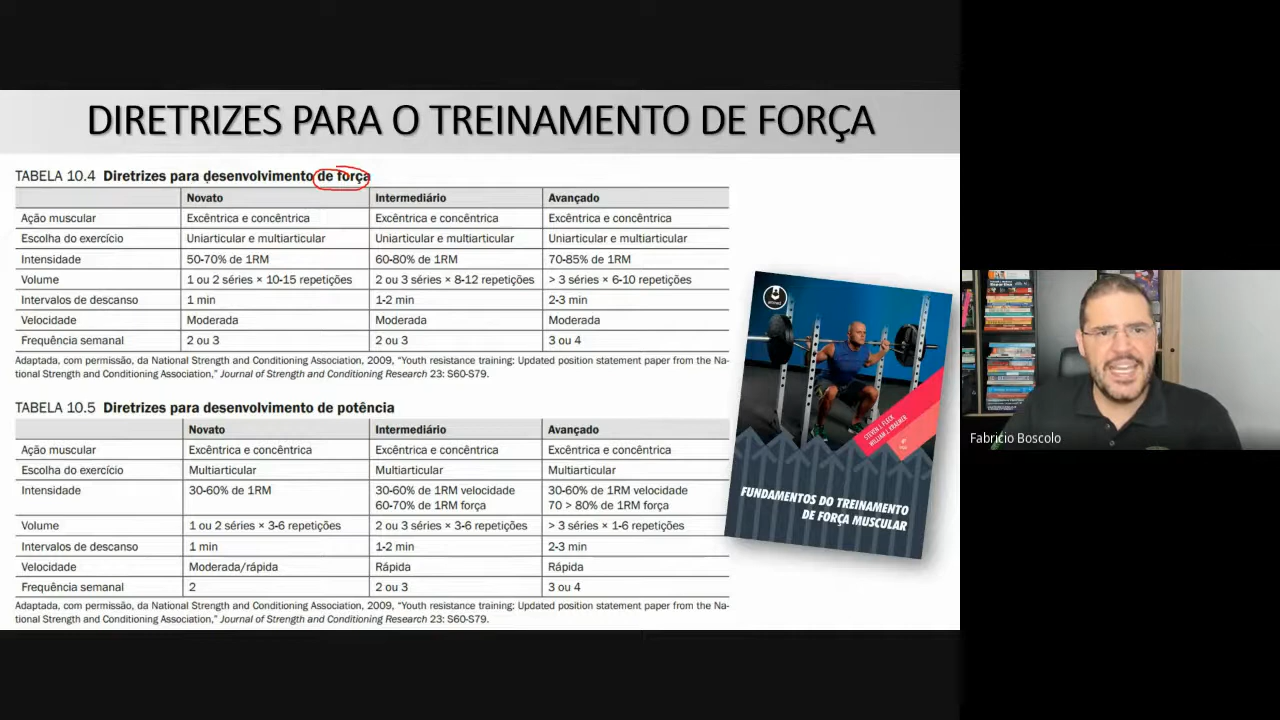 DIRETRIZES PARA O TREINAMENTO DE FORÇA
TABELA 10.4 Diretrizes para desenvolvimento de força
Novato Intermediário Avançado
Ação muscular Excêntrica e concêntrica Excêntrica e concêntrica Excêntrica e concêntrica
Escolha do exercício Uniarticular e multiarticular Uniarticular e multiarticular Uniarticular e multiarticular
Intensidade 50-70% de 1RM 60-80% de 1RM 70-85% de 1RM
Volume 1 ou 2 séries × 10-15 repetições 2 ou 3 séries × 8-12 repetições > 3 séries × 6-10 repetições
Intervalos de descanso 1 min 1-2 min 2-3 min
Velocidade Moderada Moderada Moderada
Frequência semanal 2 ou 3 2 ou 3 3 ou 4
Adaptada, com permissão, da National Strength and Conditioning Association, 2009, “Youth resistance training: Updated position statement paper from the Na-
tional Strength and Conditioning Association,” Journal of Strength and Conditioning Research 23: S60-S79.
TABELA 10.5 Diretrizes para desenvolvimento de potência
Novato Intermediário Avançado
Ação muscular Excêntrica e concêntrica Excêntrica e concêntrica Excêntrica e concêntrica
Escolha do exercício Multiarticular Multiarticular Multiarticular
Intensidade 30-60% de 1RM 30-60% de 1RM velocidade 30-60% de 1RM velocidade
60-70% de 1RM força 70 > 80% de 1RM força
Volume 1 ou 2 séries × 3-6 repetições 2 ou 3 séries × 3-6 repetições > 3 séries × 1-6 repetições
Intervalos de descanso 1 min 1-2 min 2-3 min
Velocidade Moderada/rápida Rápida Rápida
Frequência semanal 2 2 ou 3 3 ou 4
Adaptada, com permissão, da National Strength and Conditioning Association, 2009, “Youth resistance training: Updated position statement paper from the Na-
tional Strength and Conditioning Association,” Journal of Strength and Conditioning Research 23: S60-S79.
STEVEN J. FLECK
WILLIAM J. KRAEMER
FUNDAMENTOS DO TREINAMENTO
DE FORÇA MUSCULAR
Fabricio Boscolo